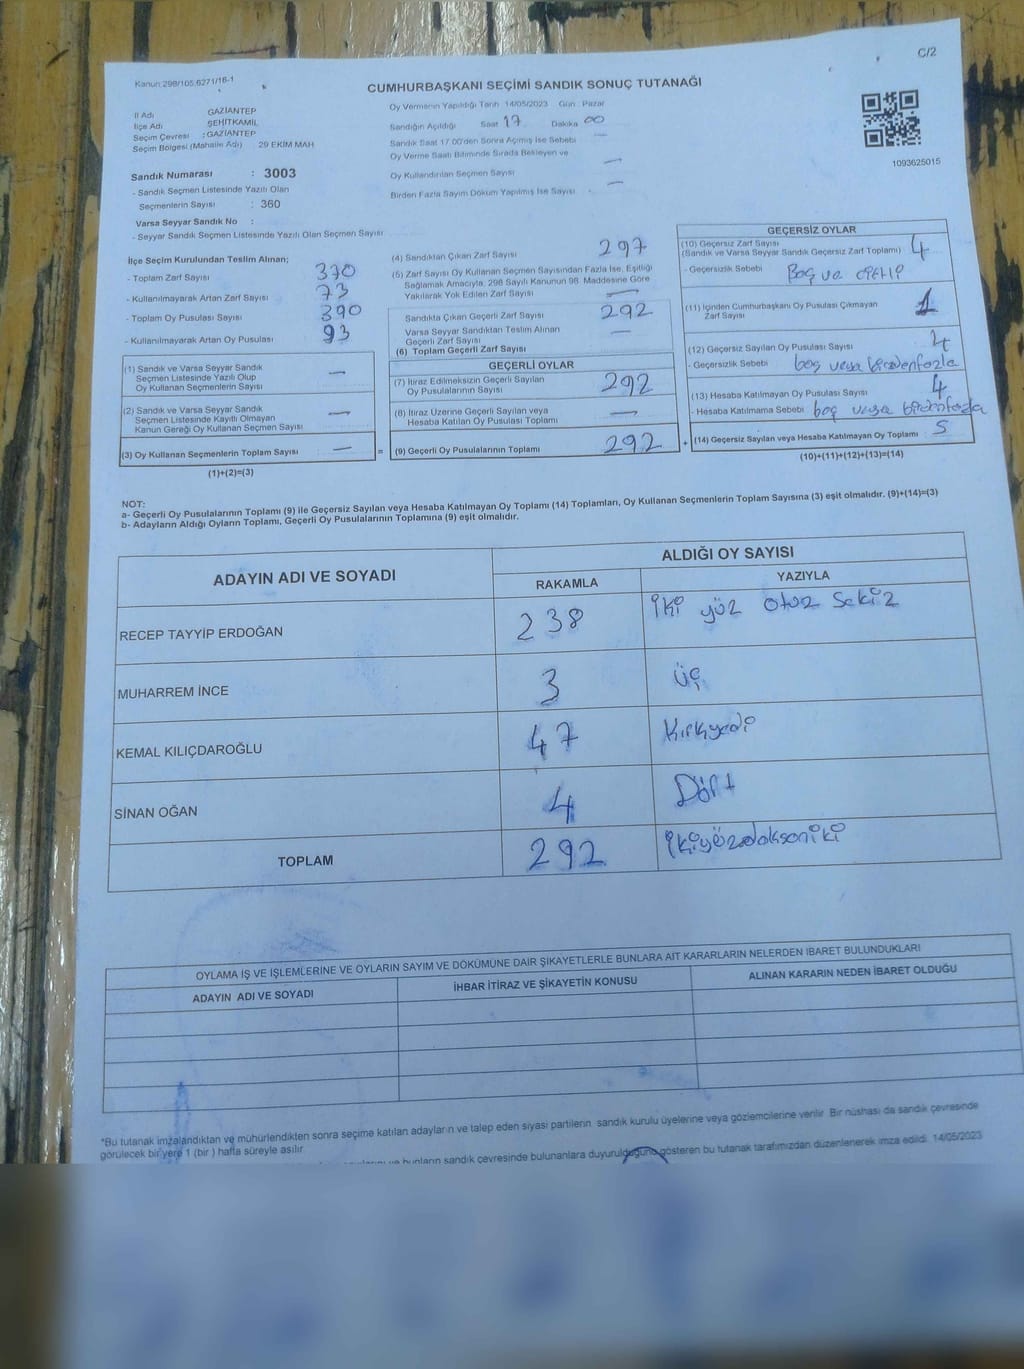 C/2
Kanun 298/105,6271/16-1
CUMHURBAŞKANI SEÇİMİ SANDIK SONUÇ TUTANAĞI
İl Adı GAZİANTEP
İlçe Adı ŞEHİTKAMİL
Seçim Çevresi : GAZİANTEP
Seçim Bölgesi (Mahalle Adı) 29 EKİM MAH
Sandık Numarası : 3003
- Sandık Seçmen Listesinde Yazılı Olan
Seçmenlerin Sayısı : 360
Varsa Seyyar Sandık No :
- Seyyar Sandık Seçmen Listesinde Yazılı Olan Seçmen Sayısı
Oy Vermenin Yapıldığı Tarih 14/05/2023 Gün Pazar
Sandığın Açıldığı Saat 17 Dakika 00
Sandık Saat 17.00'den Sonra Açılmış İse Sebebi —
Oy Verme Saati Bitiminde Sırada Bekleyen ve
Oy Kullandırılan Seçmen Sayısı —
Birden Fazla Sayım Döküm Yapılmış İse Sayısı —
1093625015
İlçe Seçim Kurulundan Teslim Alınan;
- Toplam Zarf Sayısı 370
- Kullanılmayarak Artan Zarf Sayısı 73
- Toplam Oy Pusulası Sayısı 390
- Kullanılmayarak Artan Oy Pusulası 93
(1) Sandık ve Varsa Seyyar Sandık
Seçmen Listesinde Yazılı Olup
Oy Kullanan Seçmenlerin Sayısı —
(2) Sandık ve Varsa Seyyar Sandık
Seçmen Listesinde Kayıtlı Olmayan
Kanun Gereği Oy Kullanan Seçmen Sayısı —
(3) Oy Kullanan Seçmenlerin Toplam Sayısı —
(1)+(2)=(3)
(4) Sandıktan Çıkan Zarf Sayısı 297
(5) Zarf Sayısı Oy Kullanan Seçmen Sayısından Fazla İse, Eşitliği
Sağlamak Amacıyla, 298 Sayılı Kanunun 98. Maddesine Göre
Yakılarak Yok Edilen Zarf Sayısı —
Sandıkta Çıkan Geçerli Zarf Sayısı 292
Varsa Seyyar Sandıktan Teslim Alınan
Geçerli Zarf Sayısı —
(6) Toplam Geçerli Zarf Sayısı
GEÇERLİ OYLAR
(7) İtiraz Edilmeksizin Geçerli Sayılan
Oy Pusulalarının Sayısı 292
(8) İtiraz Üzerine Geçerli Sayılan veya
Hesaba Katılan Oy Pusulası Toplamı —
= (9) Geçerli Oy Pusulalarının Toplamı 292
GEÇERSİZ OYLAR
(10) Geçersiz Zarf Sayısı
(Sandık ve Varsa Seyyar Sandık Geçersiz Zarf Toplamı) 4
- Geçersizlik Sebebi Boş ve
(11) İçinden Cumhurbaşkanı Oy Pusulası Çıkmayan
Zarf Sayısı 1
(12) Geçersiz Sayılan Oy Pusulası Sayısı 4
- Geçersizlik Sebebi boş veya birdenfazla
(13) Hesaba Katılmayan Oy Pusulası Sayısı 4
- Hesaba Katılmama Sebebi boş veya birdenfazla
+ (14) Geçersiz Sayılan veya Hesaba Katılmayan Oy Toplamı 5
(10)+(11)+(12)+(13)=(14)
NOT:
a- Geçerli Oy Pusulalarının Toplamı (9) ile Geçersiz Sayılan veya Hesaba Katılmayan Oy Toplamı (14) Toplamları, Oy Kullanan Seçmenlerin Toplam Sayısına (3) eşit olmalıdır. (9)+(14)=(3)
b- Adayların Aldığı Oyların Toplamı, Geçerli Oy Pusulalarının Toplamına (9) eşit olmalıdır.
ADAYIN ADI VE SOYADI ALDIĞI OY SAYISI
RAKAMLA YAZIYLA
RECEP TAYYİP ERDOĞAN 238 iki yüz otuz sekiz
MUHARREM İNCE 3 üç
KEMAL KILIÇDAROĞLU 47 Kırkyedi
SİNAN OĞAN 4 Dört
TOPLAM 292 ikiyüzdoksaniki
OYLAMA İŞ VE İŞLEMLERİNE VE OYLARIN SAYIM VE DÖKÜMÜNE DAİR ŞİKAYETLERLE BUNLARA AİT KARARLARIN NELERDEN İBARET BULUNDUKLARI
ADAYIN ADI VE SOYADI İHBAR İTİRAZ VE ŞİKAYETİN KONUSU ALINAN KARARIN NEDEN İBARET OLDUĞU
*Bu tutanak imzalandıktan ve mühürlendikten sonra seçime katılan adayların ve talep eden siyasi partilerin sandık kurulu üyelerine veya gözlemcilerine verilir. Bir nüshası da sandık çevresinde
görülecek bir yere 1 (bir) hafta süreyle asılır.
ve bunların sandık çevresinde bulunanlara duyurulduğunu gösteren bu tutanak tarafımızdan düzenlenerek imza edildi. 14/05/2023